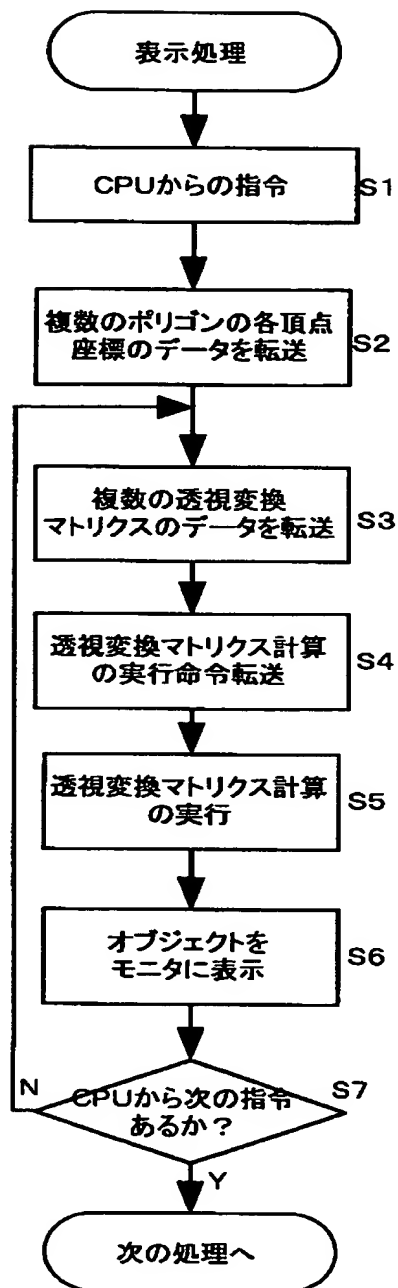 表示処理
CPUからの指令
S1
複数のポリゴンの各頂点
座標のデータを転送
S2
複数の透視変換
マトリクスのデータを転送
S3
透視変換マトリクス計算
の実行命令転送
S4
透視変換マトリクス計算
の実行
S5
オブジェクトを
モニタに表示
S6
CPUから次の指令
あるか？
S7
N
Y
次の処理へ